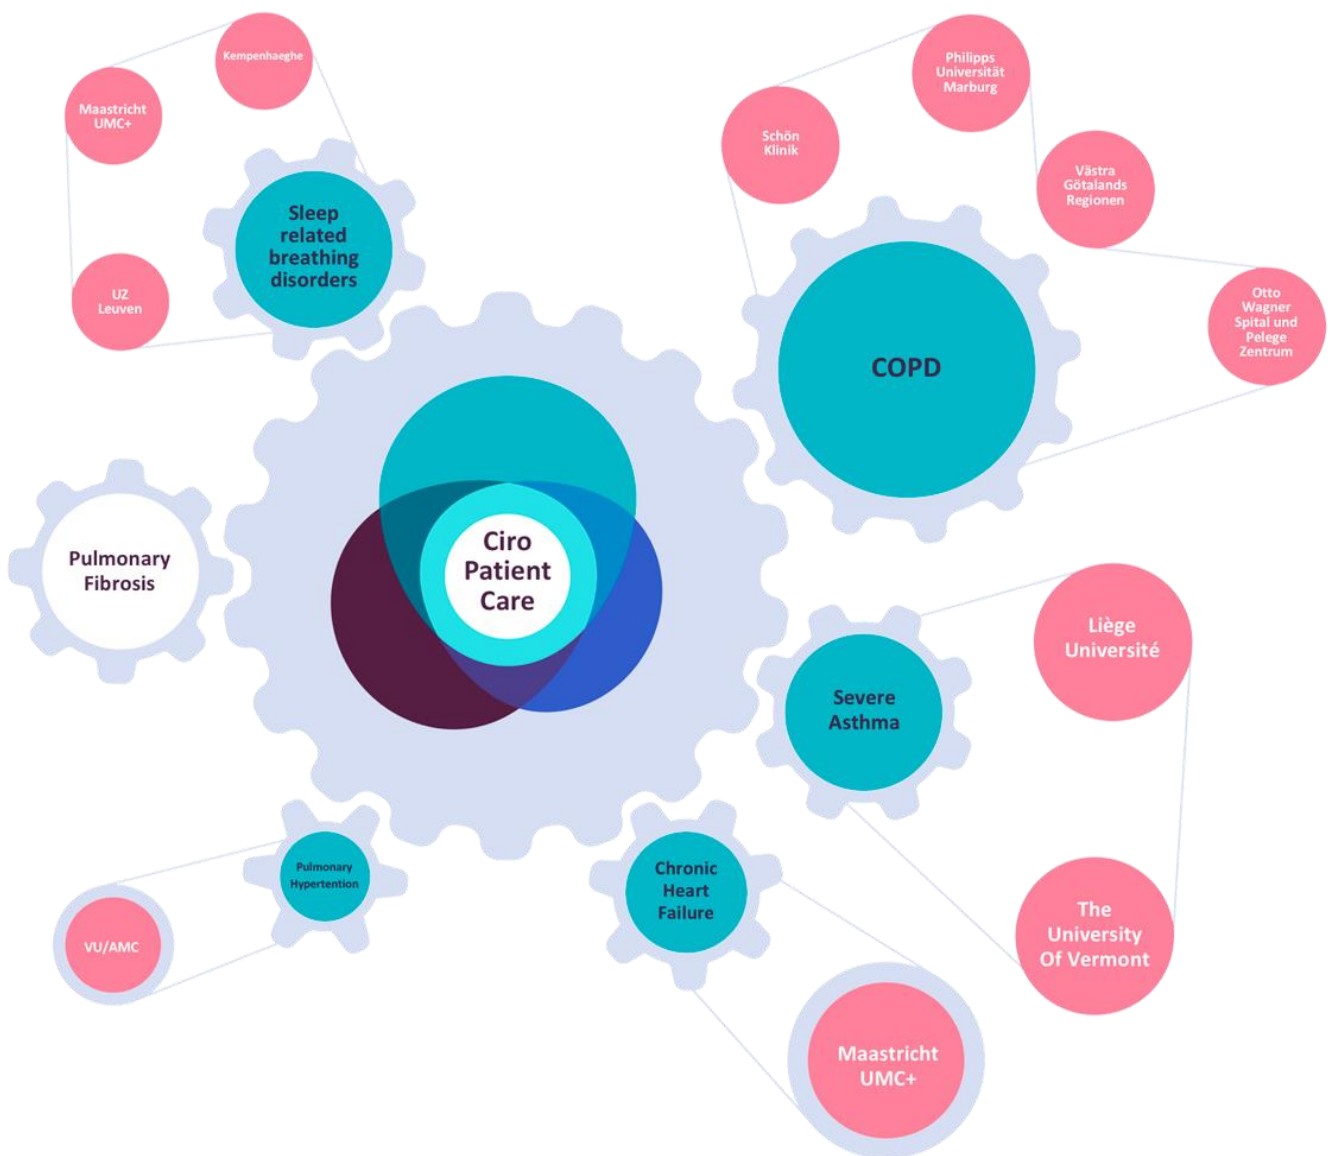 Kempenhaeghe
Maastricht
UMC+
UZ
Leuven
Sleep
related
breathing
disorders
Philipps
Universität
Marburg
Schön
Klinik
Västra
Götalands
Regionen
Otto
Wagner
Spital und
Pelege
Zentrum
COPD
Pulmonary
Fibrosis
Ciro
Patient
Care
Liège
Université
Severe
Asthma
The
University
Of Vermont
Pulmonary
Hypertention
VU/AMC
Chronic
Heart
Failure
Maastricht
UMC+